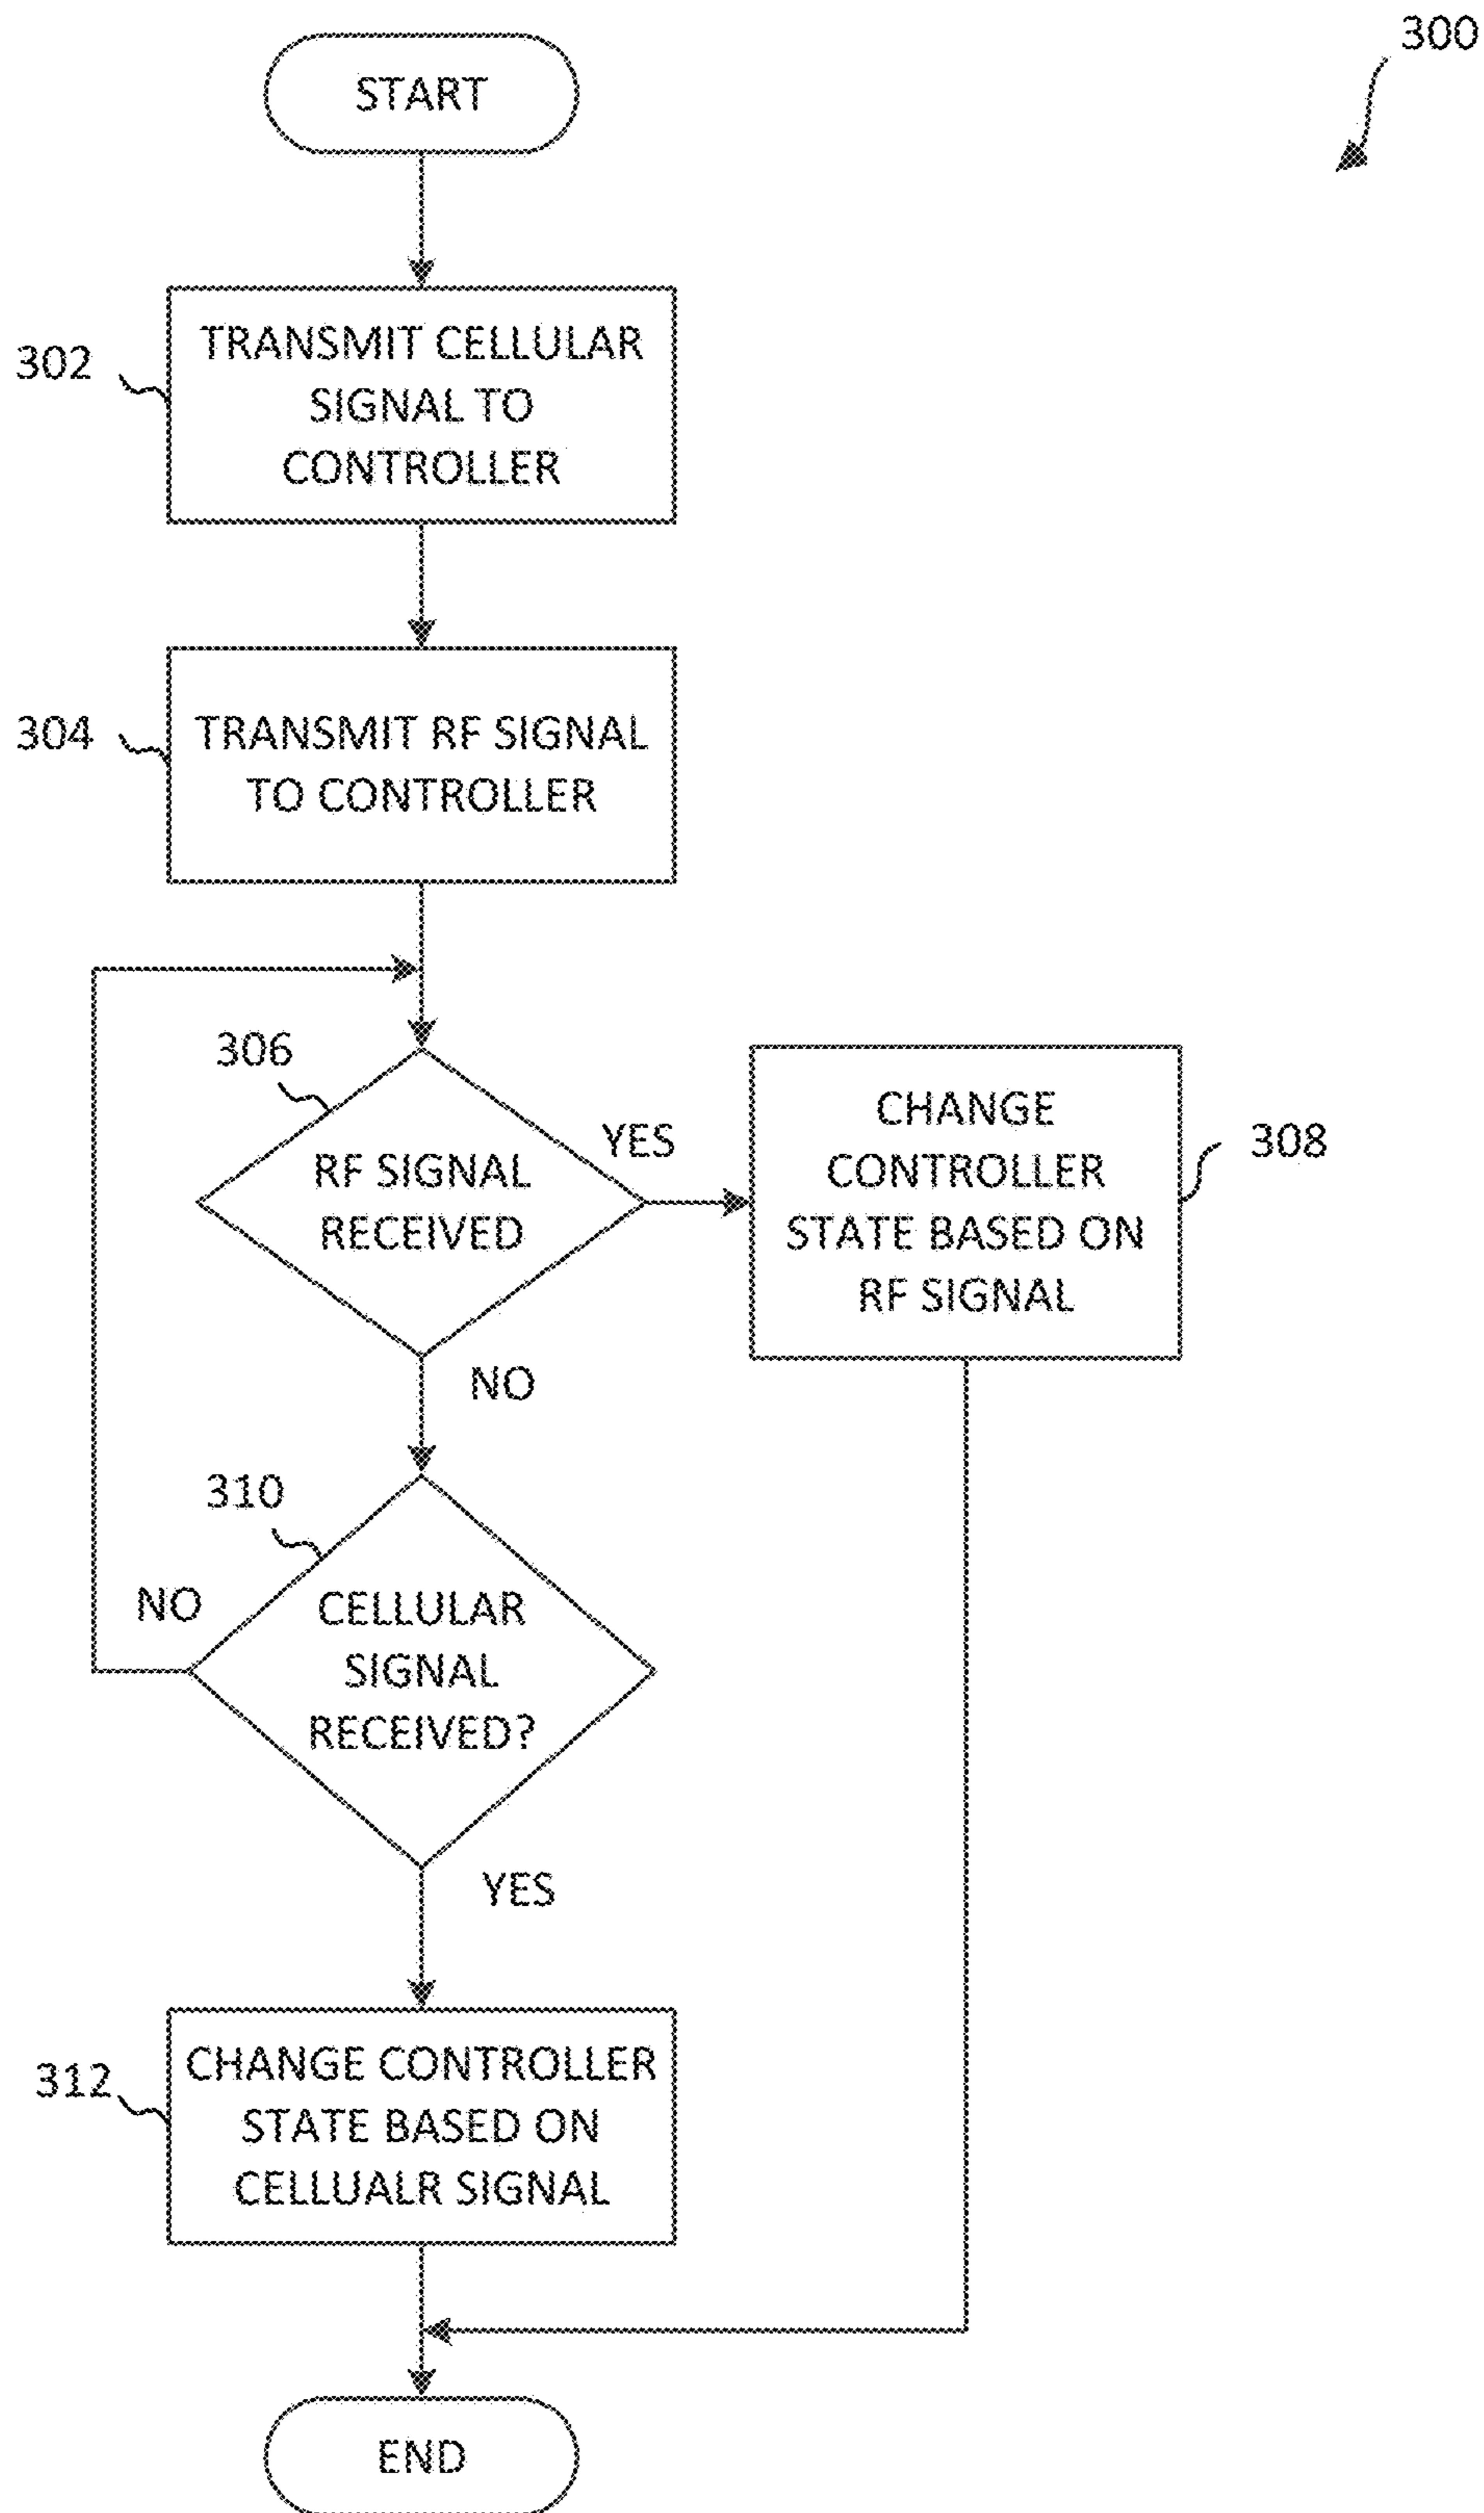 300
START
302
TRANSMIT CELLULAR
SIGNAL TO
CONTROLLER
304
TRANSMIT RF SIGNAL
TO CONTROLLER
306
RF SIGNAL
RECEIVED
YES
CHANGE
CONTROLLER
STATE BASED ON
RF SIGNAL
308
NO
310
NO
CELLULAR
SIGNAL
RECEIVED?
YES
312
CHANGE CONTROLLER
STATE BASED ON
CELLUALR SIGNAL
END